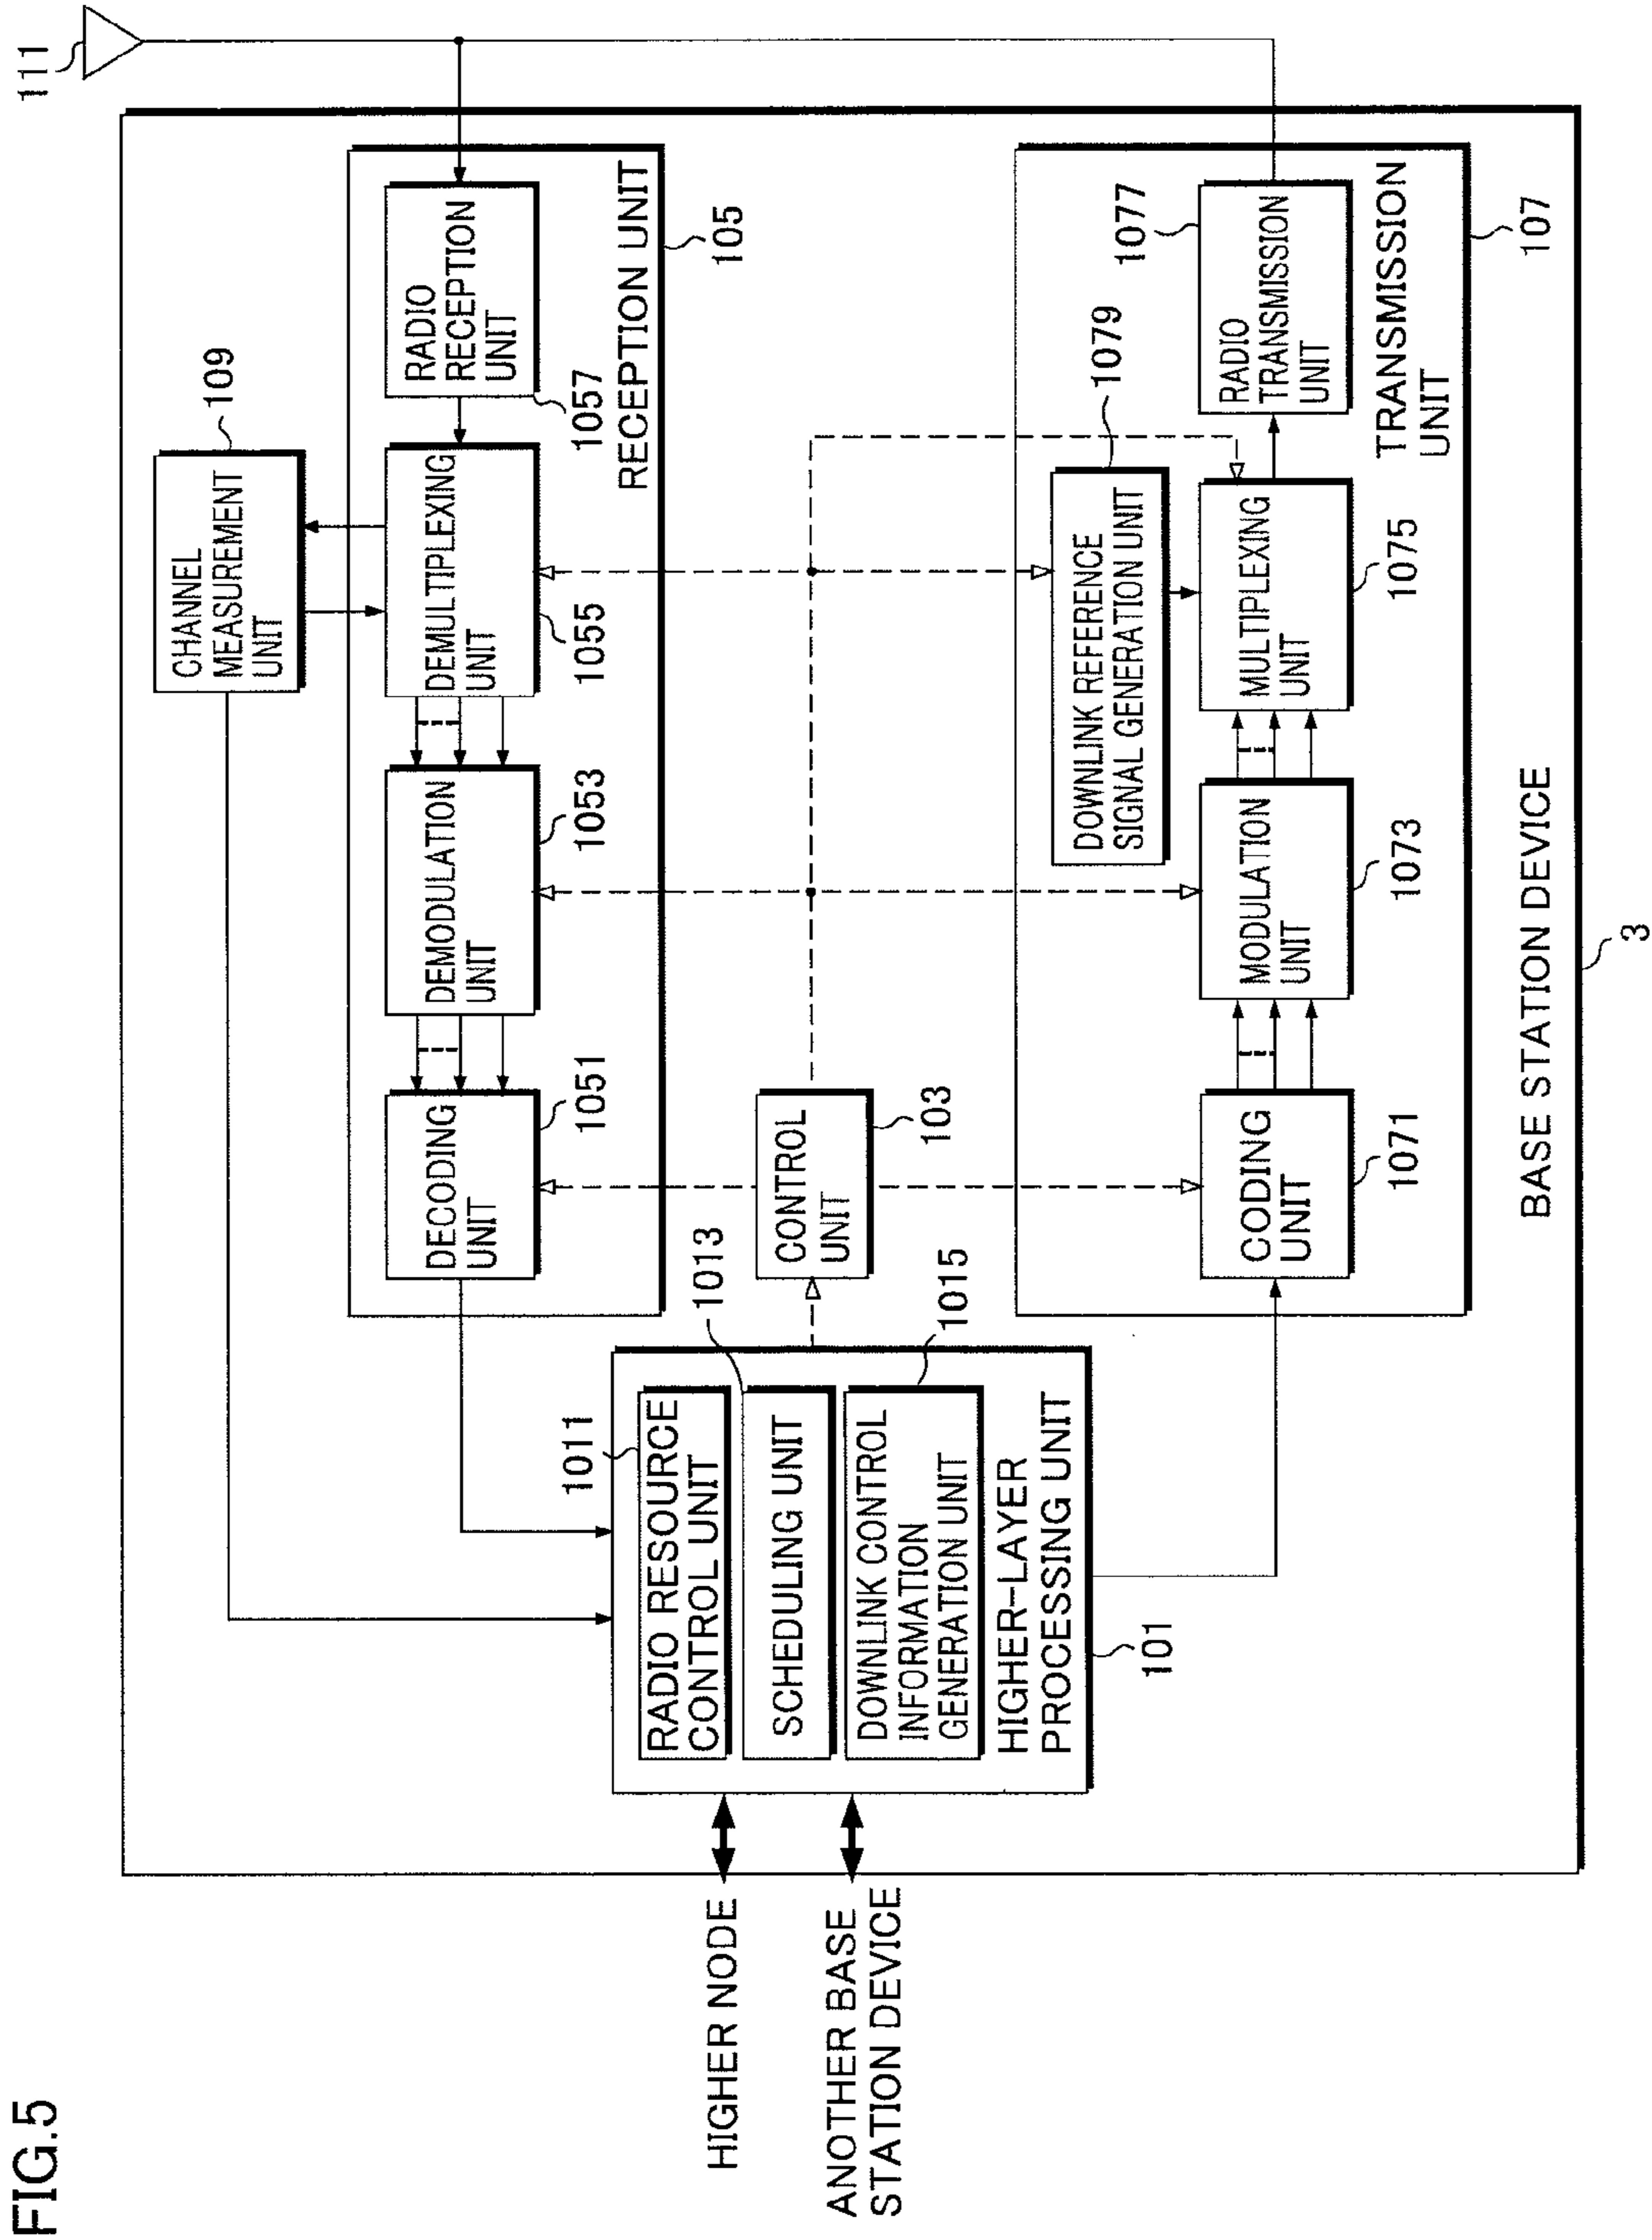 FIG.5
111
109
CHANNEL
MEASUREMENT
UNIT
DECODING
UNIT
1051
DEMODULATION
UNIT
1053
DEMULTIPLEXING
UNIT
1055
RADIO
RECEPTION
UNIT
1057
RECEPTION UNIT
105
HIGHER NODE
ANOTHER BASE
STATION DEVICE
1011
RADIO RESOURCE
CONTROL UNIT
1013
SCHEDULING UNIT
1015
DOWNLINK CONTROL
INFORMATION
GENERATION UNIT
HIGHER-LAYER
PROCESSING UNIT
101
CONTROL
UNIT
103
DOWNLINK REFERENCE
SIGNAL GENERATION UNIT
1079
CODING
UNIT
1071
MODULATION
UNIT
1073
MULTIPLEXING
UNIT
1075
1077
RADIO
TRANSMISSION
UNIT
TRANSMISSION
UNIT
107
BASE STATION DEVICE
3